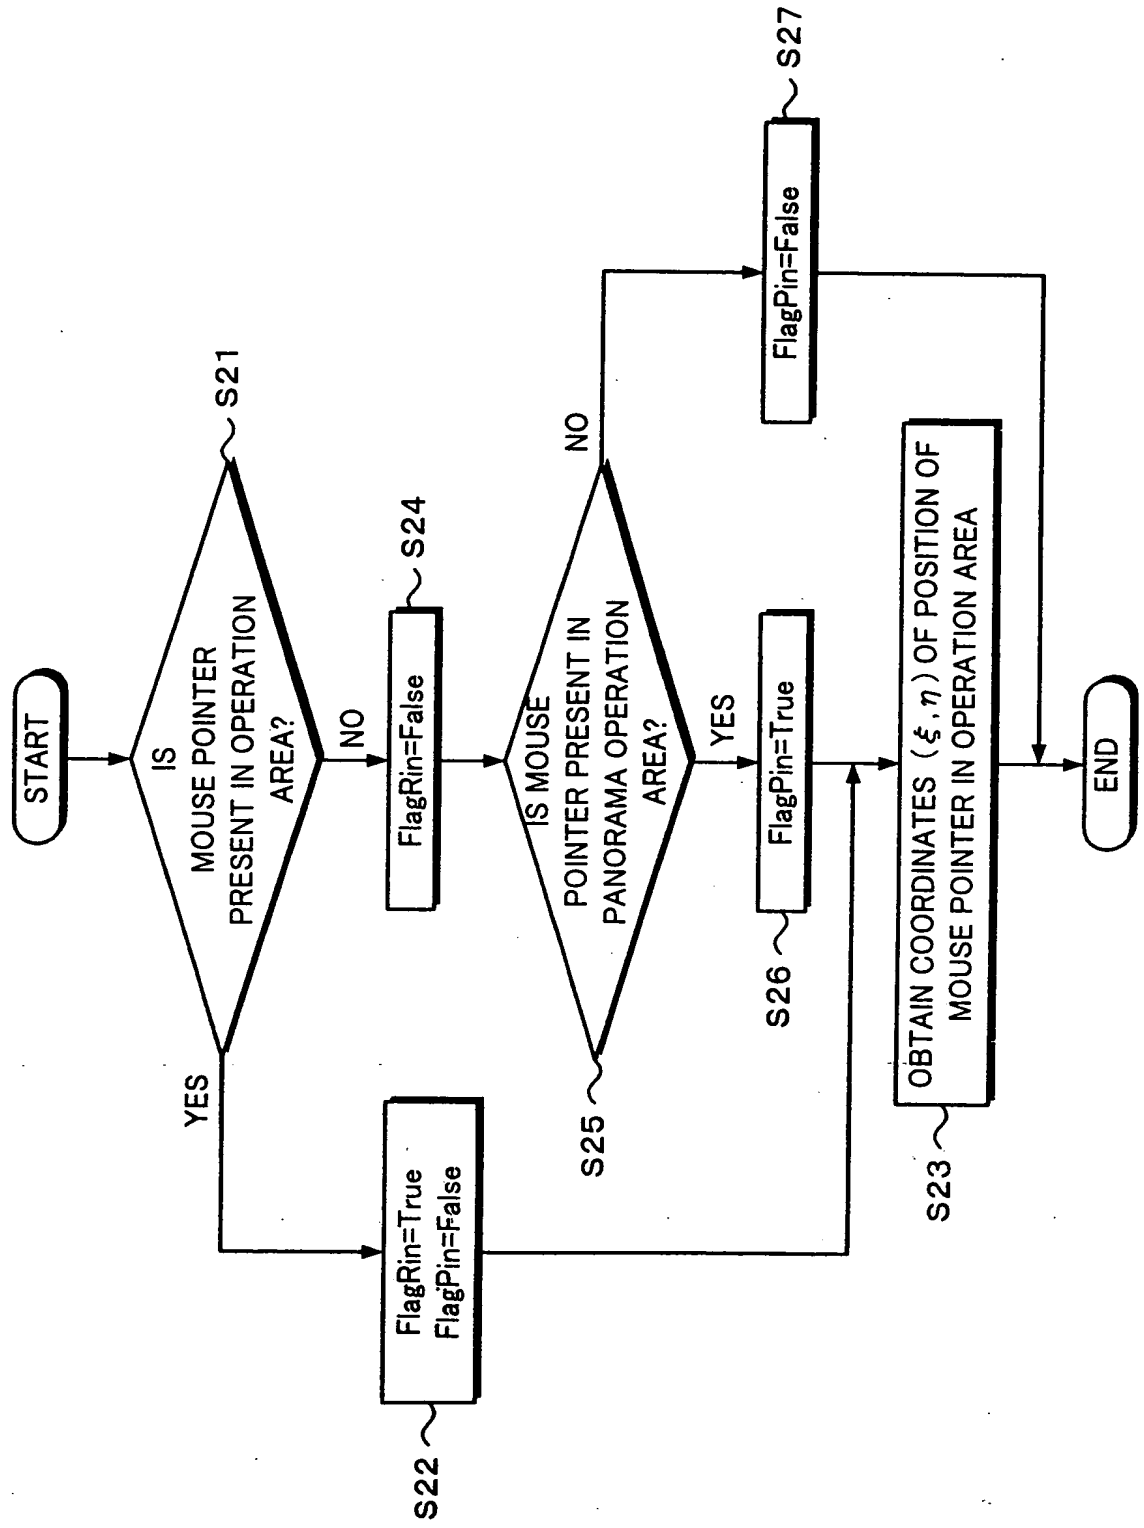 START
IS
MOUSE POINTER
PRESENT IN OPERATION
AREA?
S21
YES
NO
FlagRin=True
FlagPin=False
S22
FlagRin=False
S24
IS MOUSE
POINTER PRESENT IN
PANORAMA OPERATION
AREA?
S25
NO
YES
FlagPin=True
S26
FlagPin=False
S27
OBTAIN COORDINATES (ξ, η) OF POSITION OF
MOUSE POINTER IN OPERATION AREA
S23
END